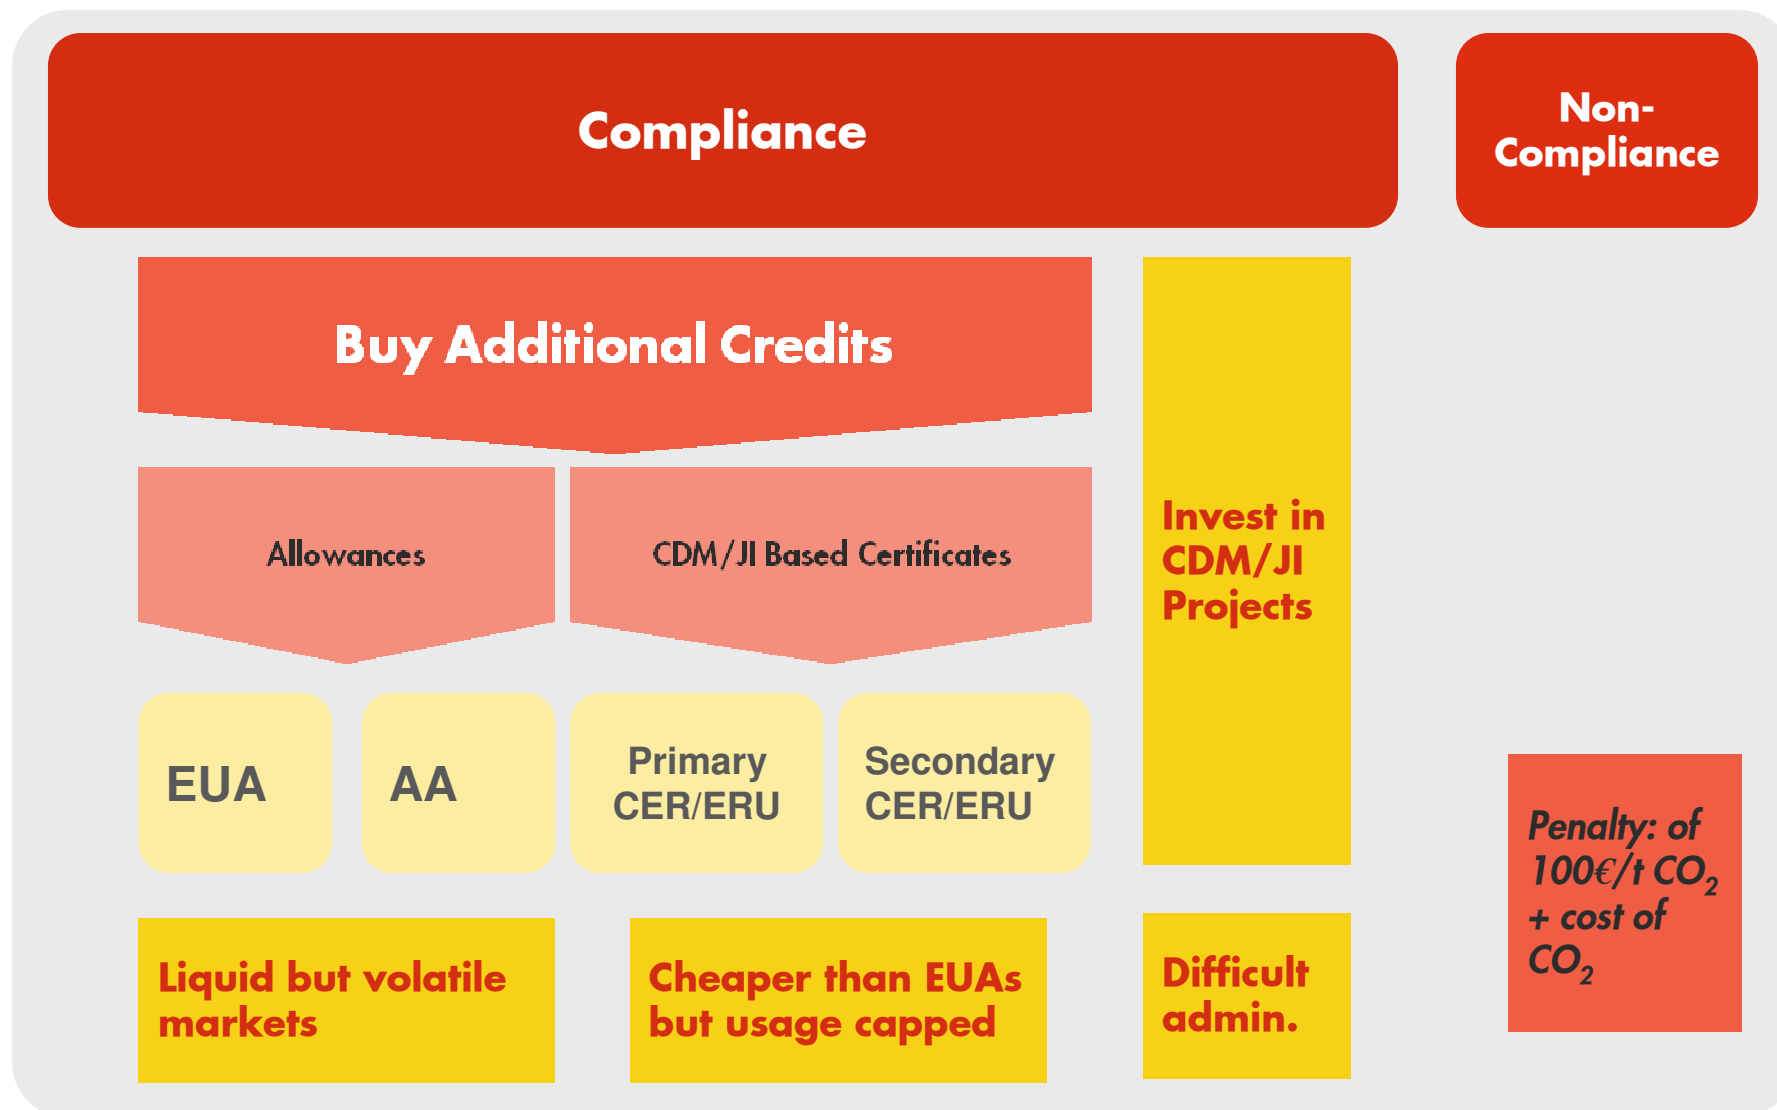 Compliance
Non-
Compliance
Buy Additional Credits
Allowances
CDM/JI Based Certificates
Invest in
CDM/JI
Projects
EUA
AA
Primary
CER/ERU
Secondary
CER/ERU
Penalty: of
100€/t CO₂
+ cost of
CO₂
Liquid but volatile
markets
Cheaper than EUAs
but usage capped
Difficult
admin.